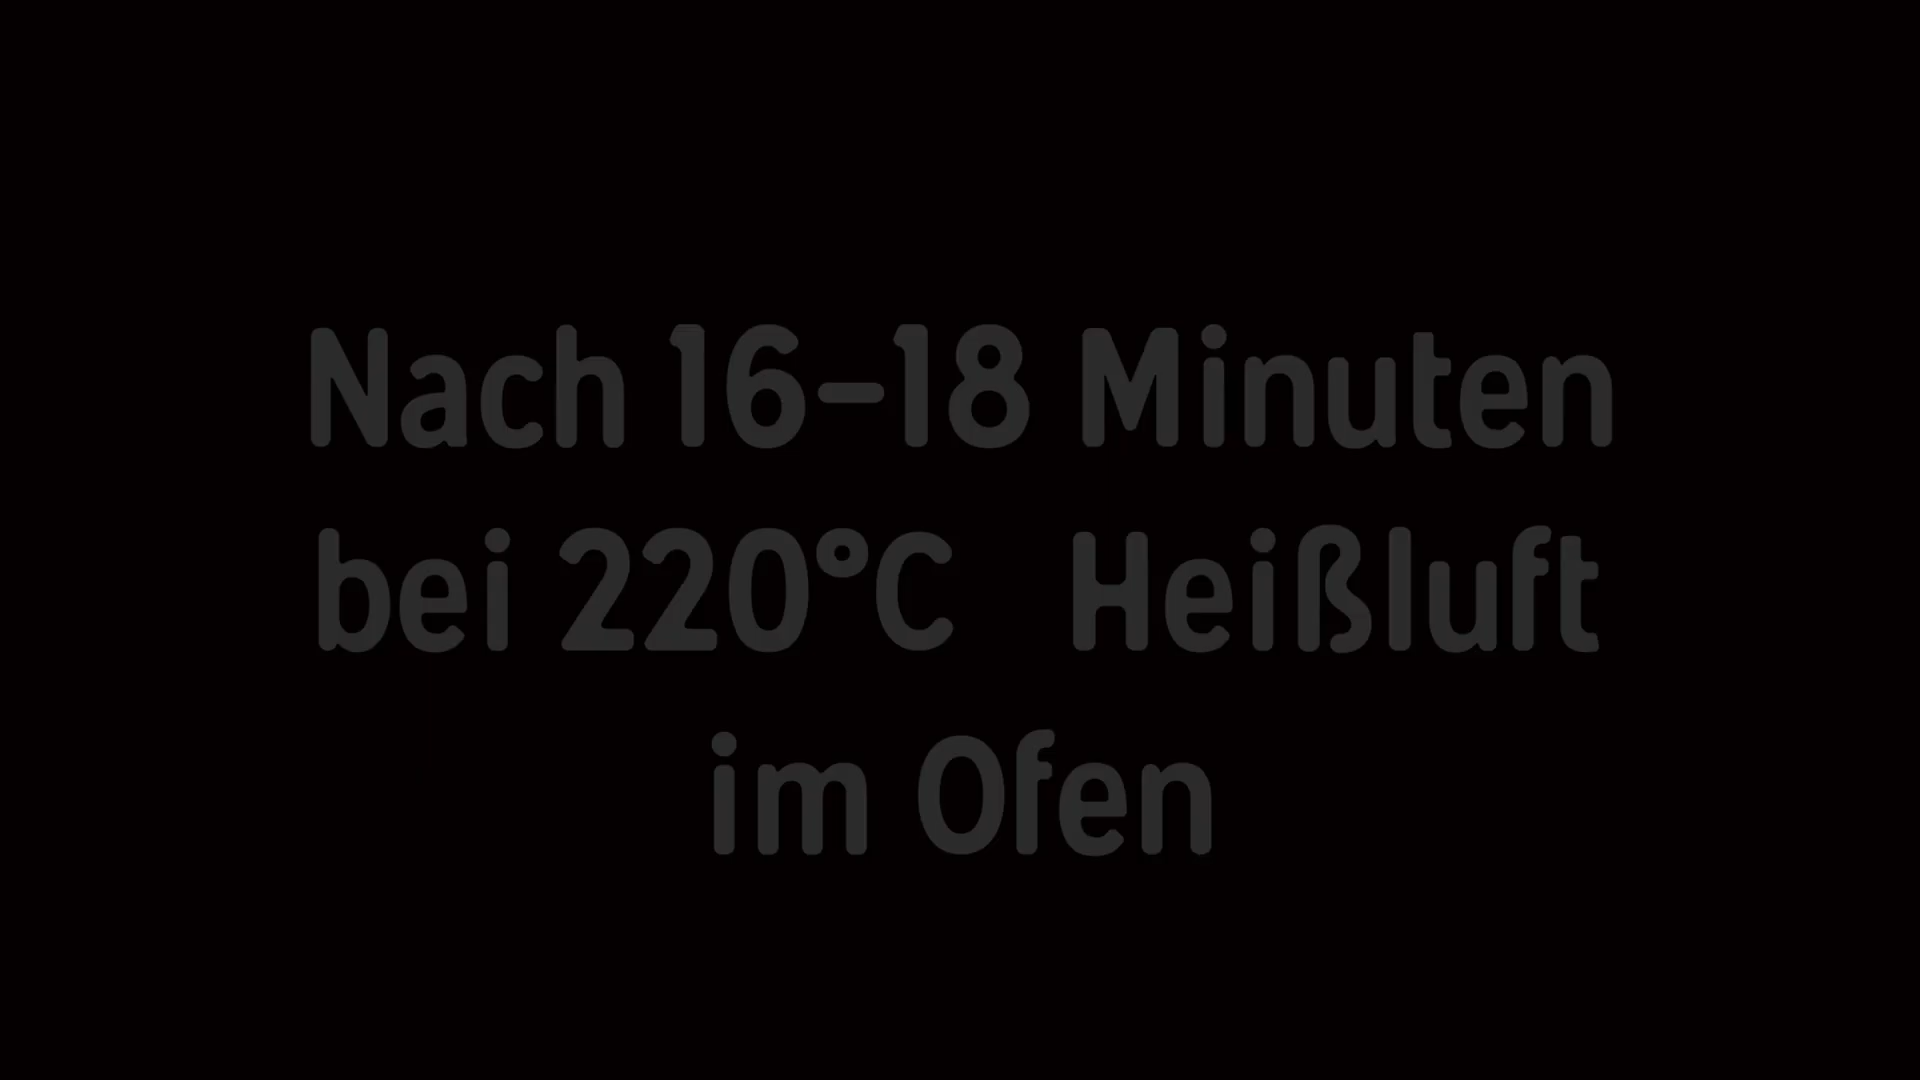 Nach 16–18 Minuten
bei 220°C Heißluft
im Ofen